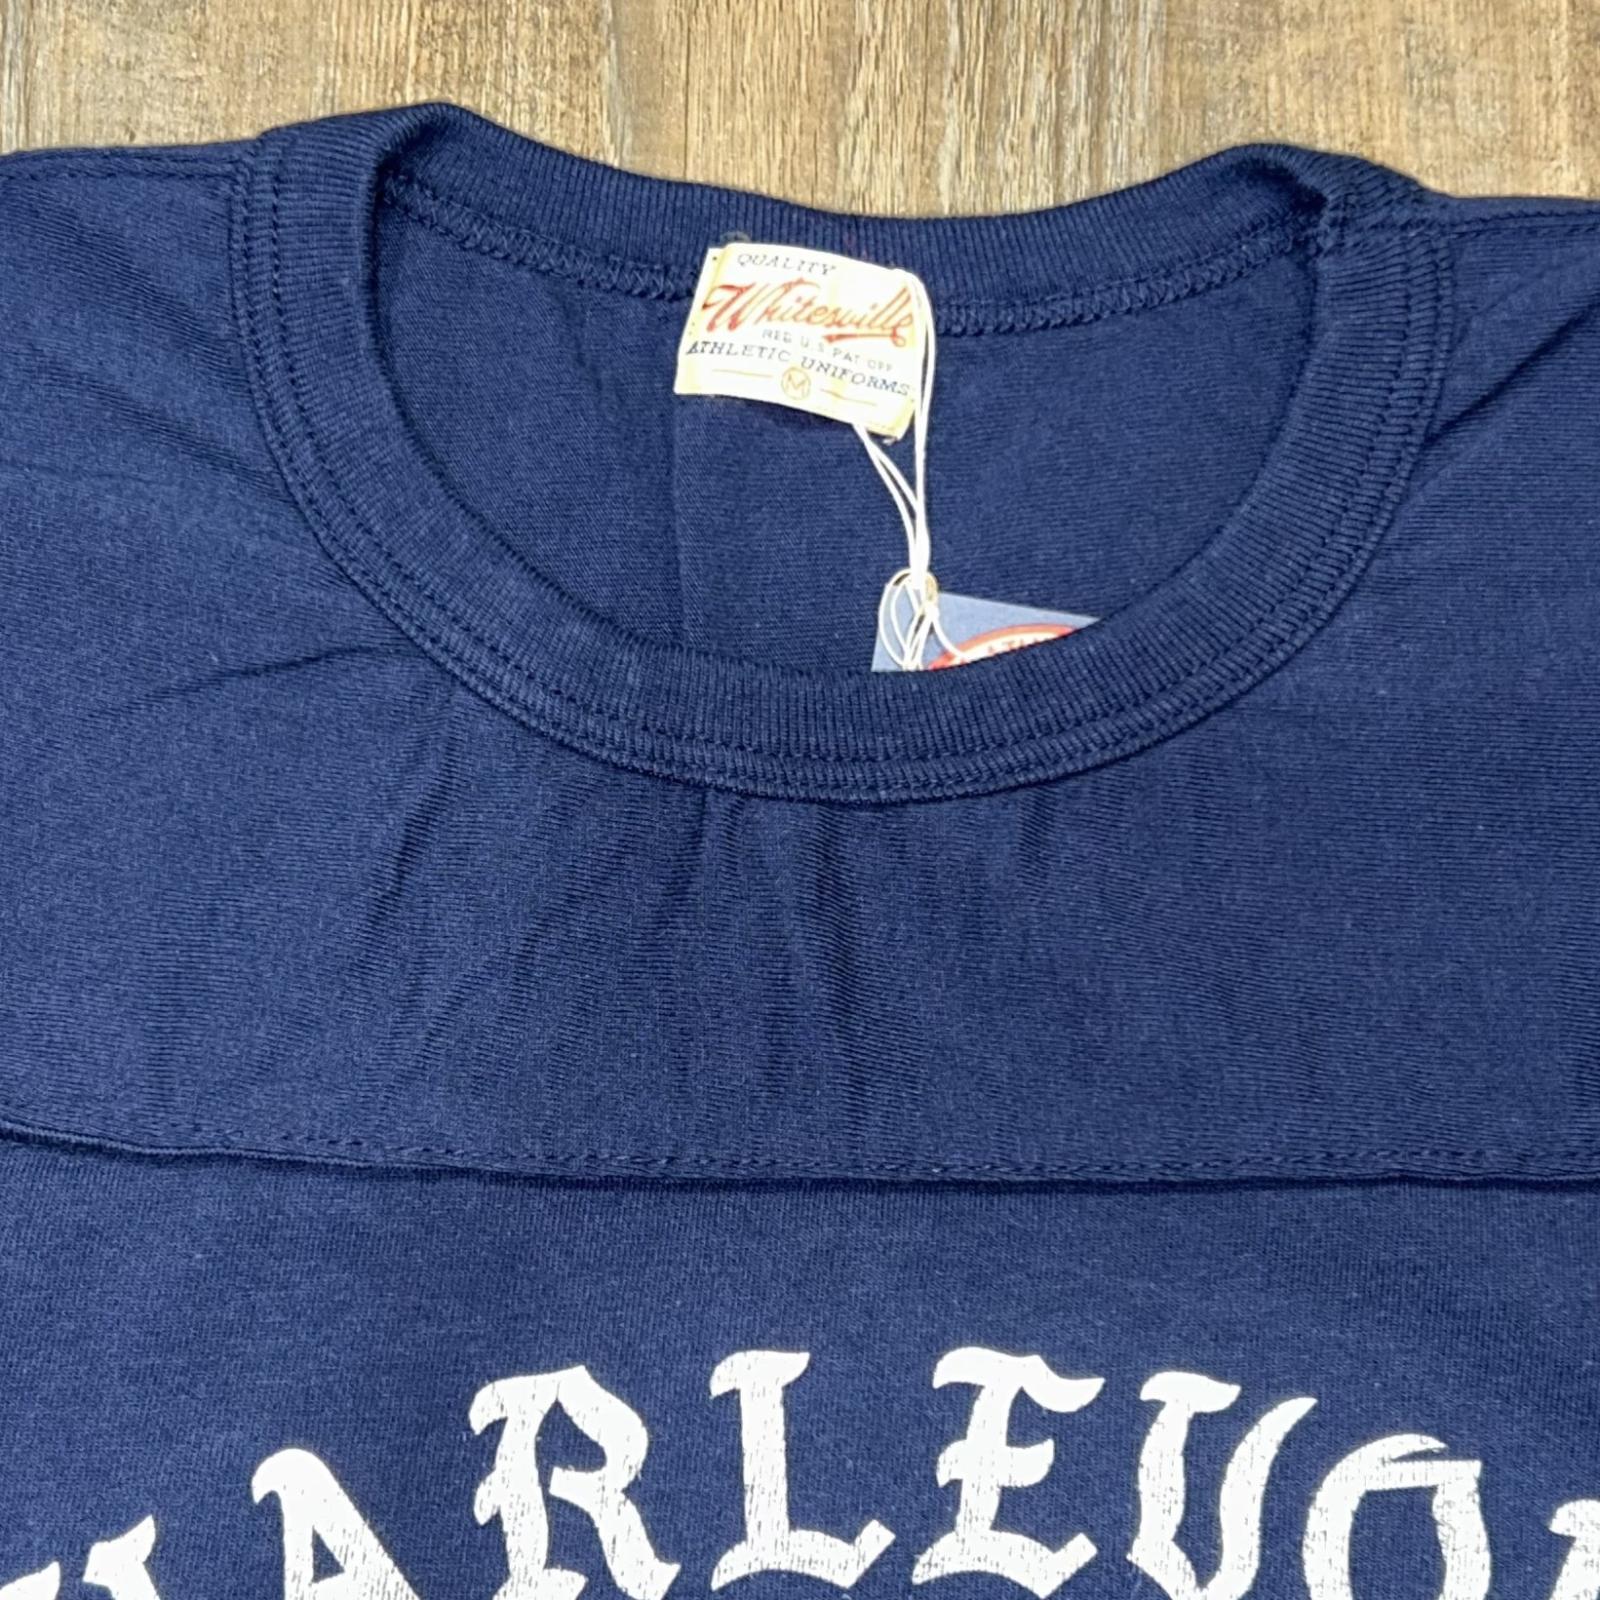 QUALITY
Whitesville
REG U.S. PAT OFF
ATHLETIC UNIFORMS
M
ARLEVO